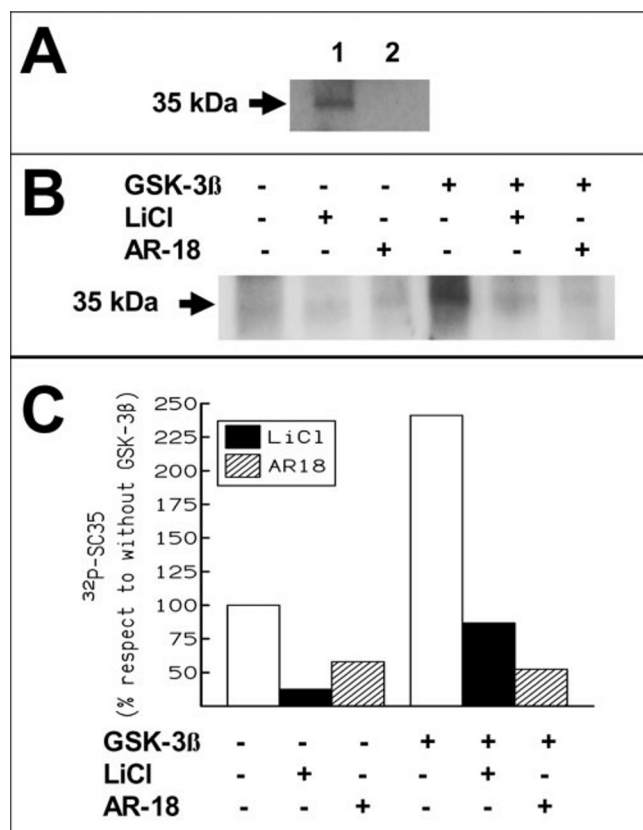 A
1 2
35 kDa
B
GSK-3ß - - - + + +
LiCl - + - - + -
AR-18 - - + - - +
35 kDa
C
32P-SC35
(% respect to without GSK-3β)
250
225
200
175
150
125
100
75
50
LiCl
AR18
GSK-3ß - - - + + +
LiCl - + - - + -
AR-18 - - + - - +